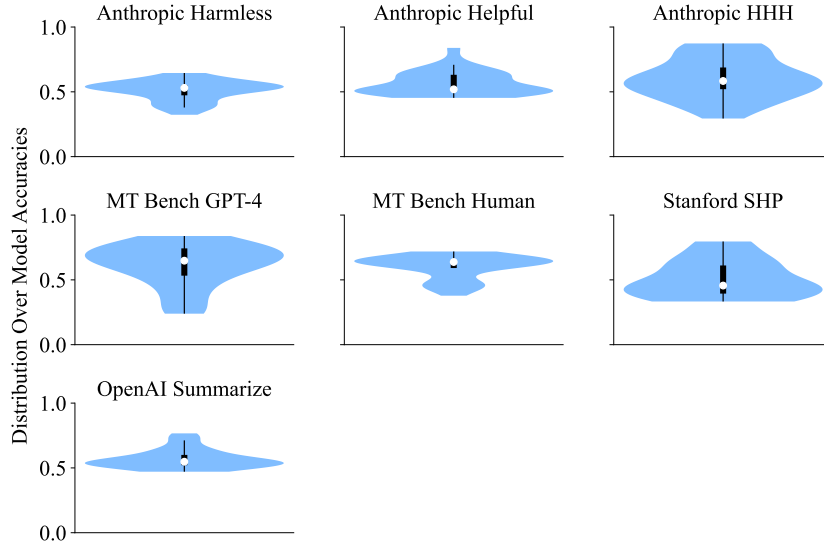 Anthropic Harmless
Anthropic Helpful
Anthropic HHH
1.0
0.5
0.0
MT Bench GPT-4
MT Bench Human
Stanford SHP
1.0
0.5
0.0
Distribution Over Model Accuracies
OpenAI Summarize
1.0
0.5
0.0